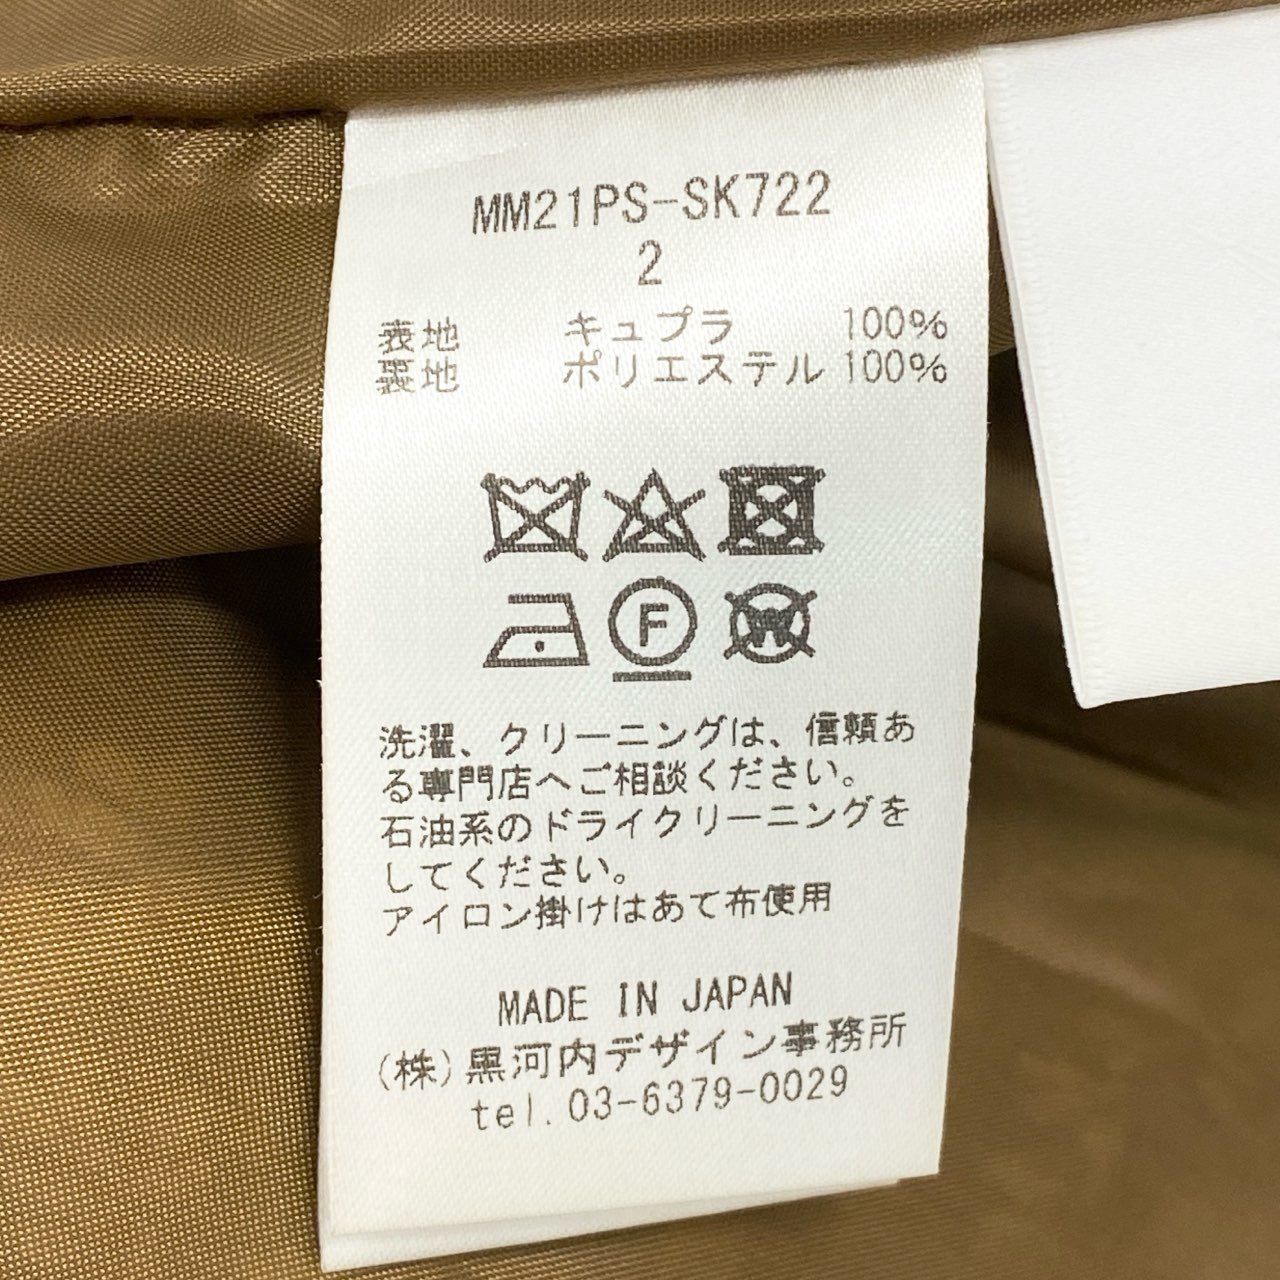 MM21PS-SK722
2
表地 キュプラ 100%
裏地 ポリエステル 100%
F
W
洗濯、クリーニングは、信頼あ
る専門店へご相談ください。
石油系のドライクリーニングを
してください。
アイロン掛けはあて布使用
MADE IN JAPAN
(株)黒河内デザイン事務所
tel.03-6379-0029